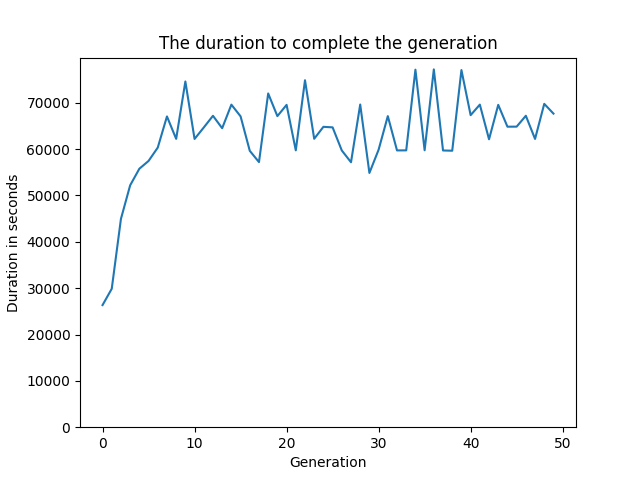 The duration to complete the generation
Duration in seconds
70000
60000
50000
40000
30000
20000
10000
0
0 10 20 30 40 50
Generation